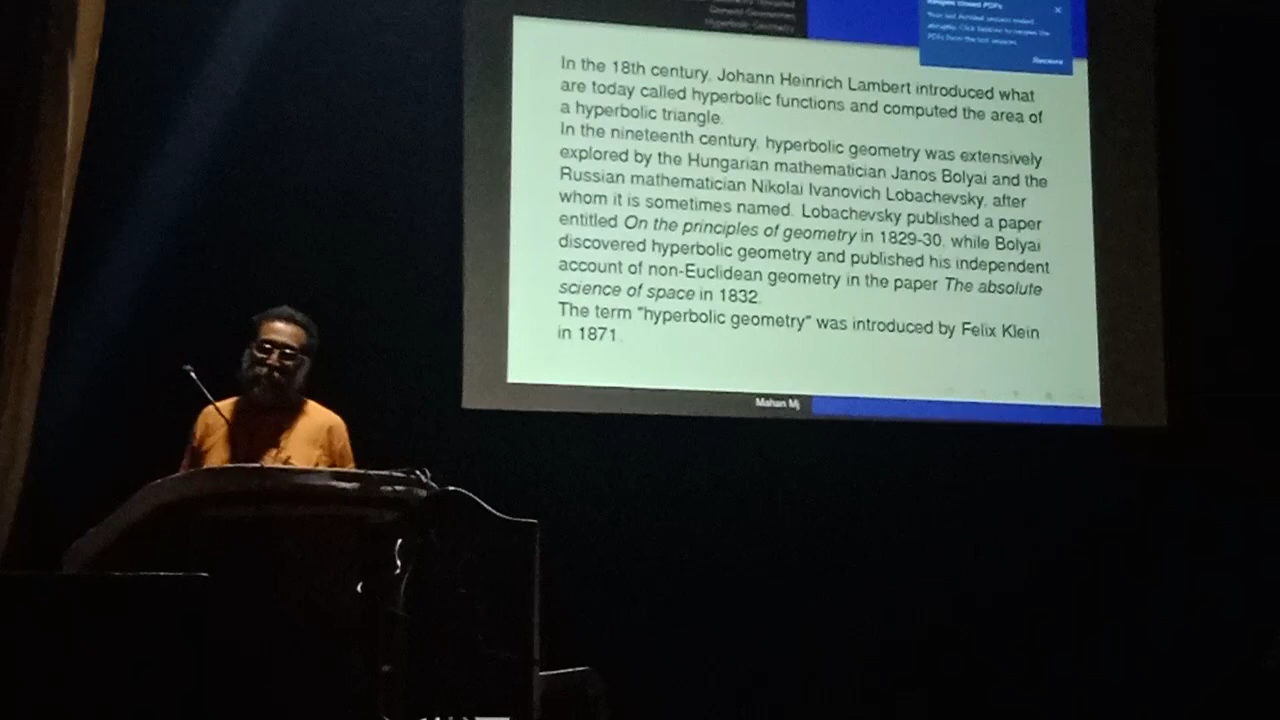 Hyperbolic Geometry
Restore
In the 18th century, Johann Heinrich Lambert introduced what
are today called hyperbolic functions and computed the area of
a hyperbolic triangle.
In the nineteenth century, hyperbolic geometry was extensively
explored by the Hungarian mathematician Janos Bolyai and the
Russian mathematician Nikolai Ivanovich Lobachevsky, after
whom it is sometimes named. Lobachevsky published a paper
entitled On the principles of geometry in 1829-30, while Bolyai
discovered hyperbolic geometry and published his independent
account of non-Euclidean geometry in the paper The absolute
science of space in 1832.
The term "hyperbolic geometry" was introduced by Felix Klein
in 1871.
Mahan Mj